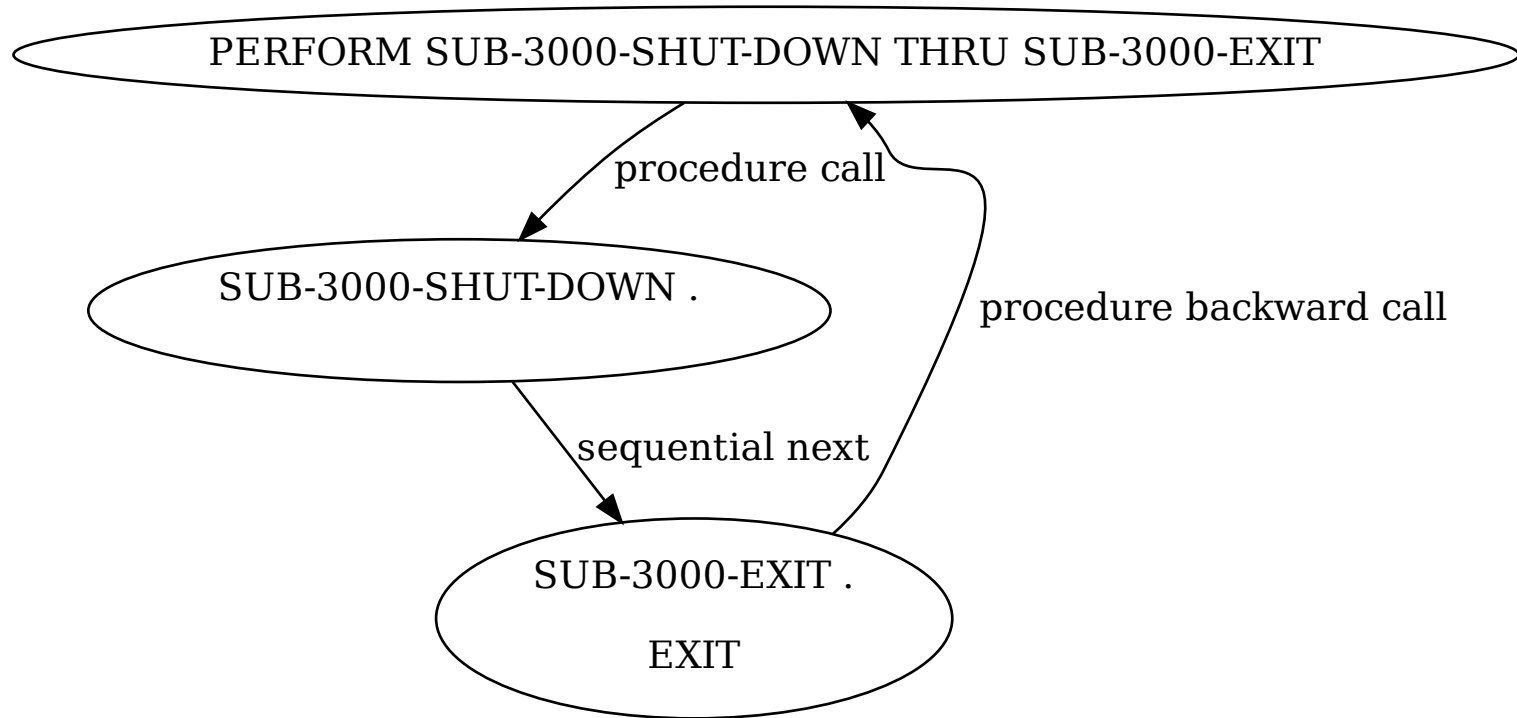 PERFORM SUB-3000-SHUT-DOWN THRU SUB-3000-EXIT
procedure call
SUB-3000-SHUT-DOWN .
procedure backward call
sequential next
SUB-3000-EXIT .
EXIT